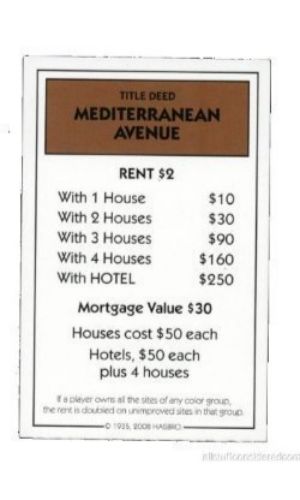 TITLE DEED
MEDITERRANEAN
AVENUE
RENT $2
With 1 House $10
With 2 Houses $30
With 3 Houses $90
With 4 Houses $160
With HOTEL $250
Mortgage Value $30
Houses cost $50 each
Hotels, $50 each
plus 4 houses
If a player owns all the sites of any color group,
the rent is doubled on unimproved sites in that group.
© 1935, 2008 HASBRO